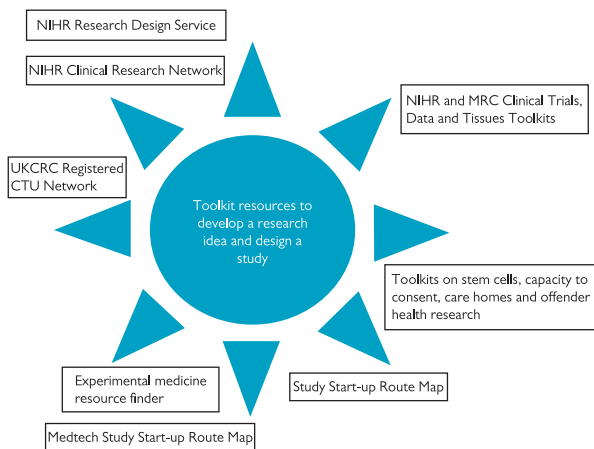 NIHR Research Design Service
NIHR Clinical Research Network
NIHR and MRC Clinical Trials,
Data and Tissues Toolkits
UKCRC Registered
CTU Network
Toolkit resources to
develop a research
idea and design a
study
Toolkits on stem cells, capacity to
consent, care homes and offender
health research
Experimental medicine
resource finder
Study Start-up Route Map
Medtech Study Start-up Route Map